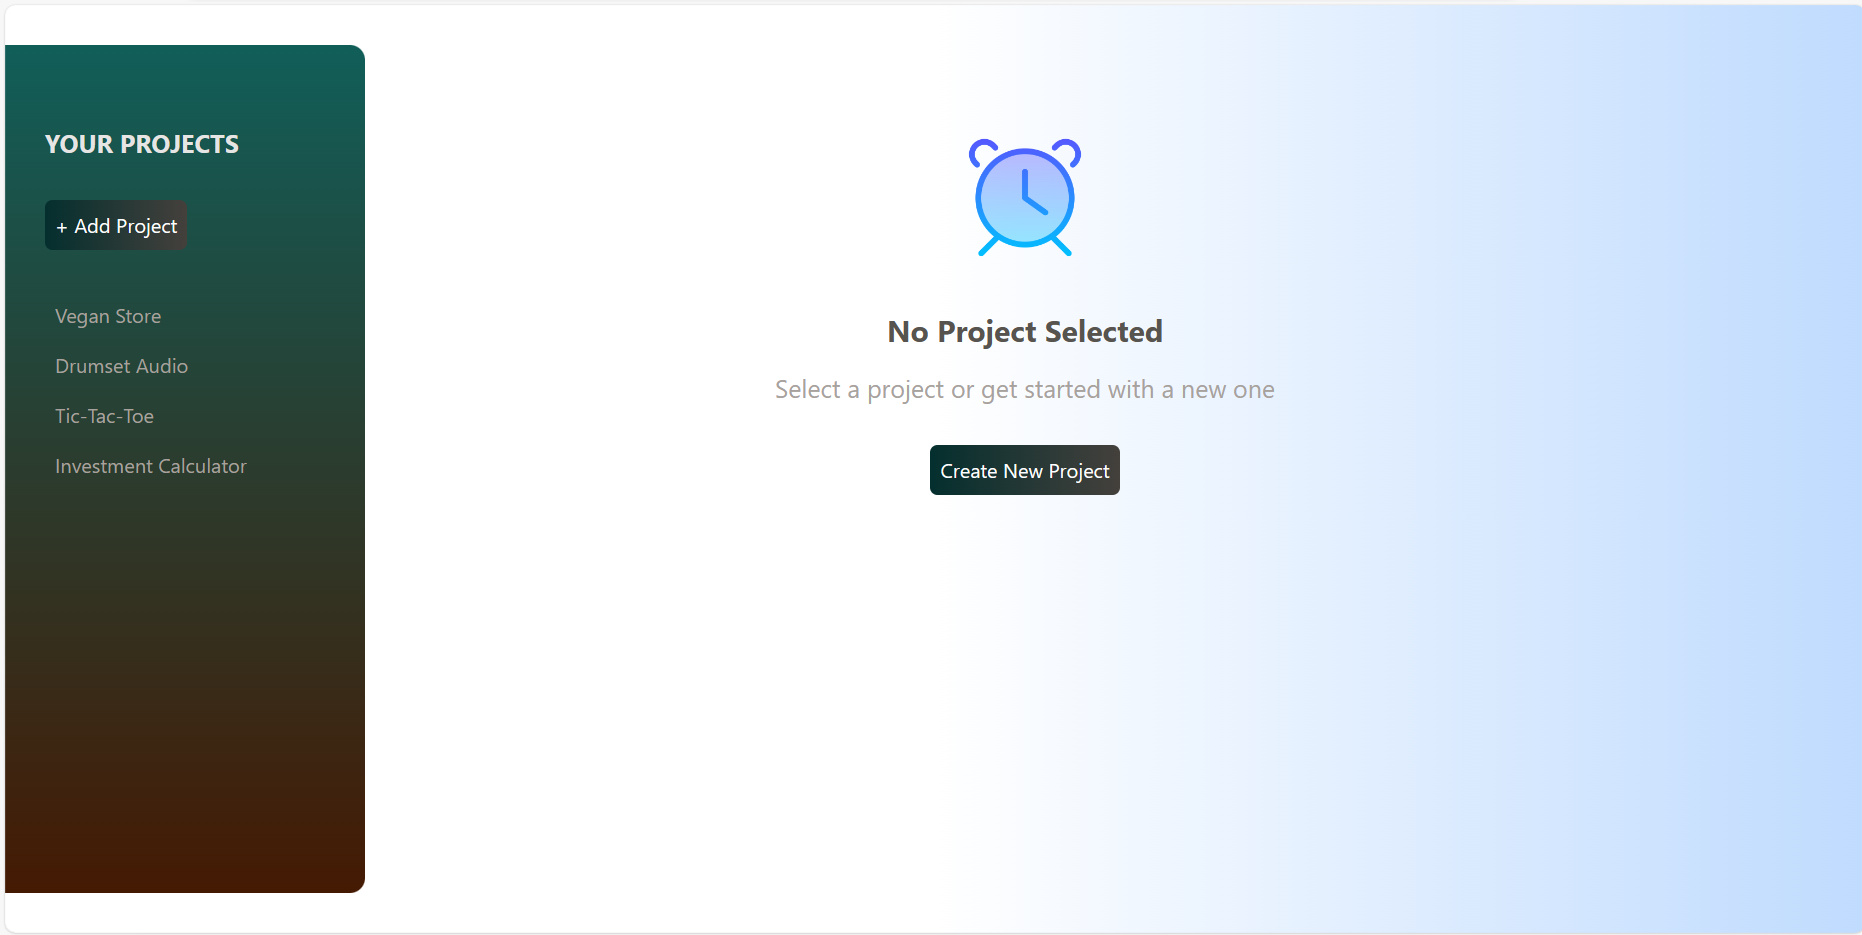 YOUR PROJECTS
+ Add Project
Vegan Store
Drumset Audio
Tic-Tac-Toe
Investment Calculator
No Project Selected
Select a project or get started with a new one
Create New Project